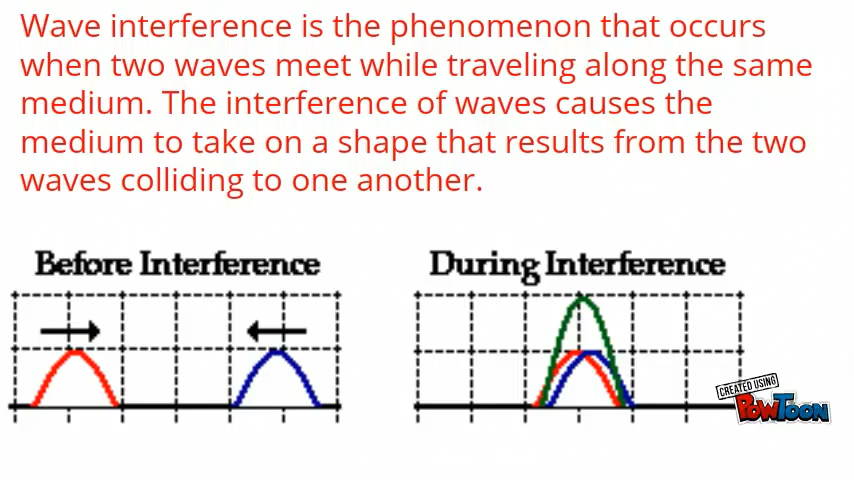 Wave interference is the phenomenon that occurs
when two waves meet while traveling along the same
medium. The interference of waves causes the
medium to take on a shape that results from the two
waves colliding to one another.
Before Interference
During Interference
CREATED USING
POWTOON